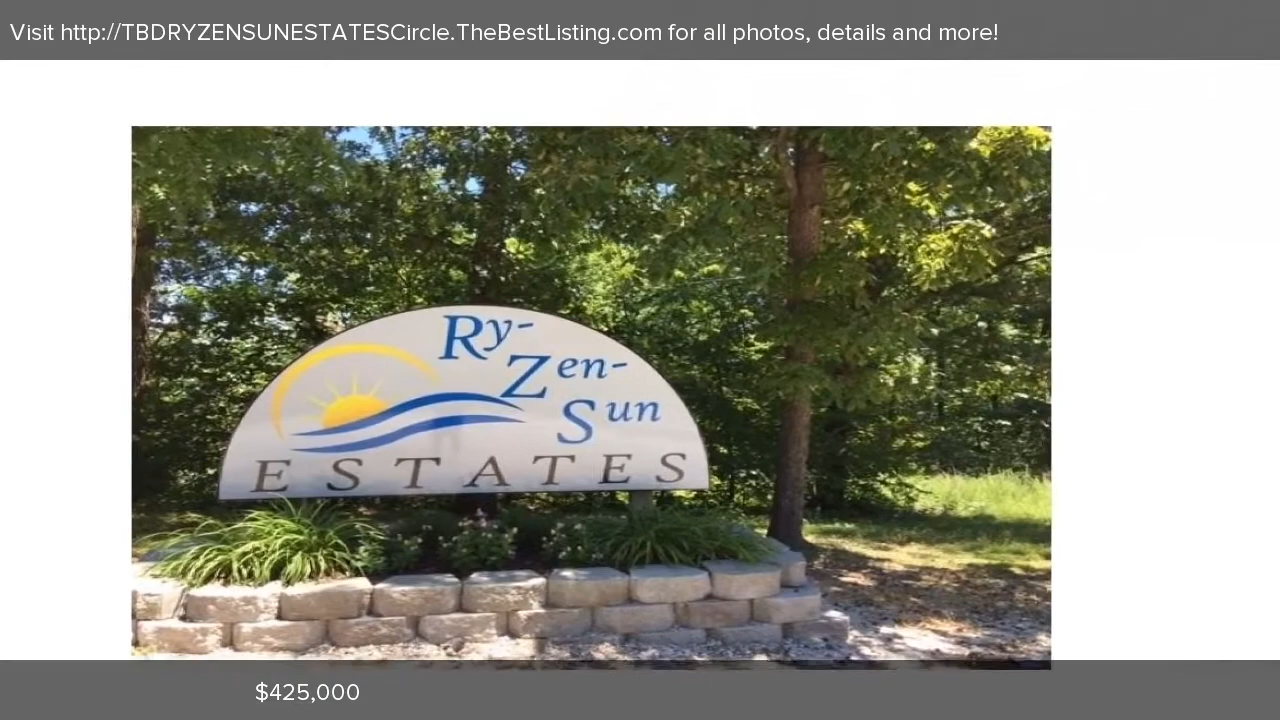 Visit http://TBDRYZENSUNESTATESCircle.TheBestListing.com for all photos, details and more!
Ry-
Zen-
Sun
ESTATES
$425,000